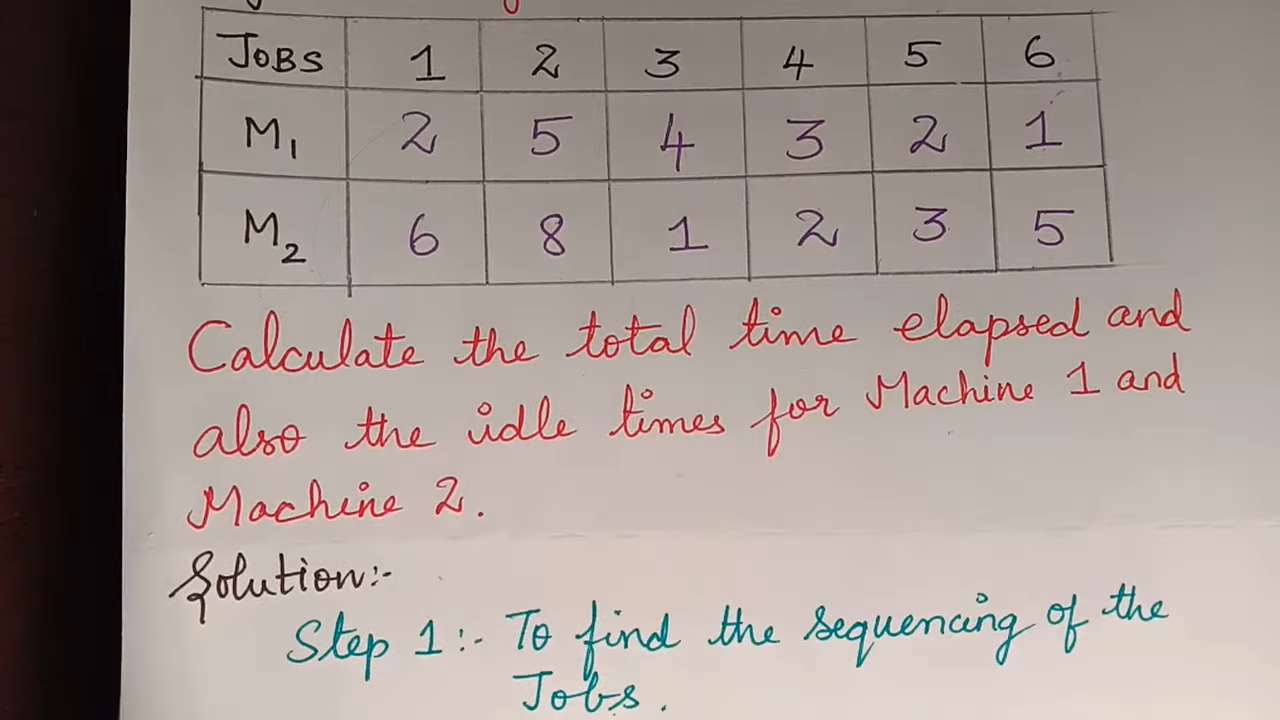 JOBS 1 2 3 4 5 6
M1 2 5 4 3 2 1
M2 6 8 1 2 3 5
Calculate the total time elapsed and
also the idle times for Machine 1 and
Machine 2.
Solution:-
Step 1:- To find the sequencing of the
Jobs.